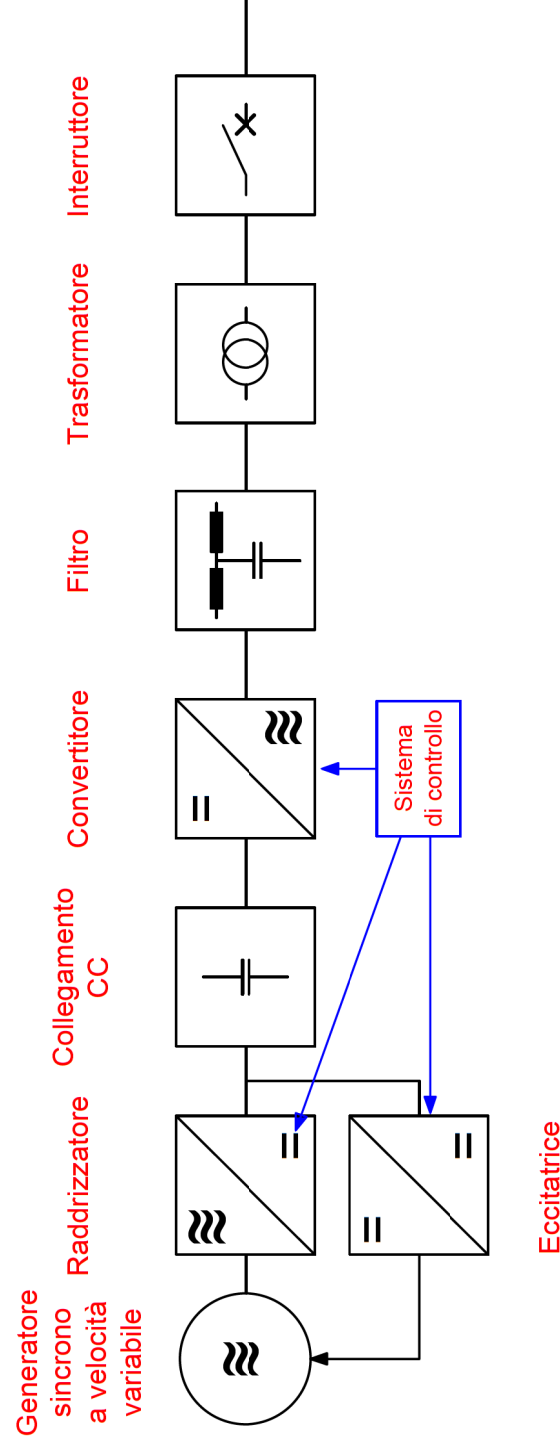 Generatore
sincrono
a velocità
variabile
Raddrizzatore
Eccitatrice
Collegamento
CC
Convertitore
Sistema
di controllo
Filtro
Trasformatore
Interruttore